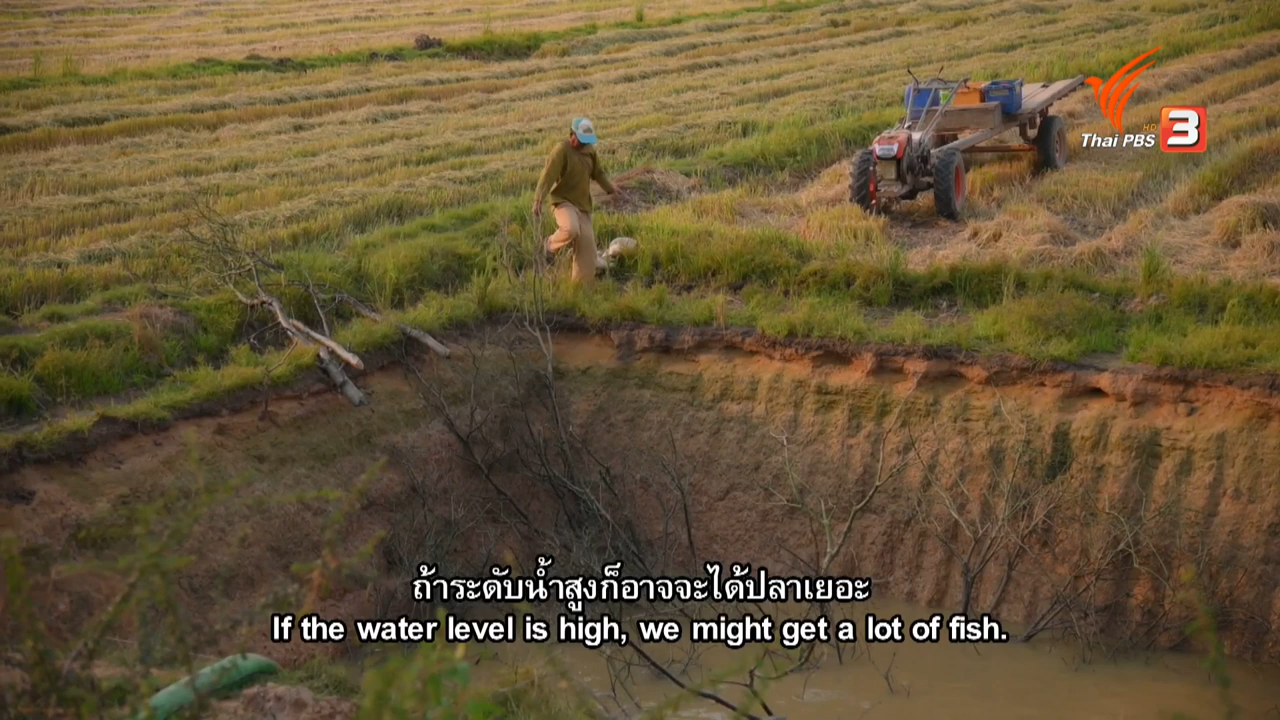 Thai PBS HD 3
ถ้าระดับน้ำสูงก็อาจจะได้ปลาเยอะ
If the water level is high, we might get a lot of fish.